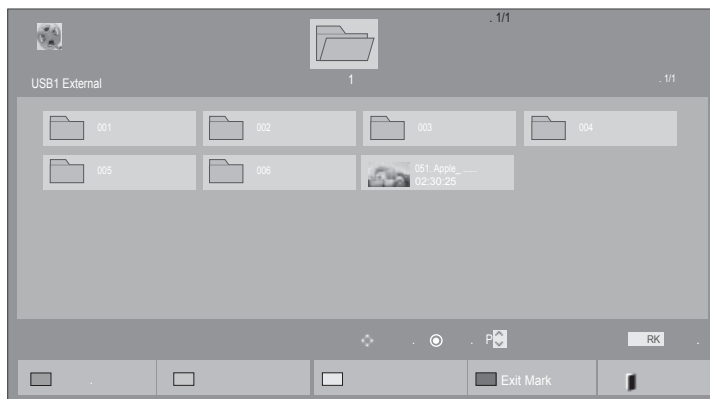 . 1/1
USB1 External
1
. 1/1
001
002
003
004
005
006
051. Apple_ ......
02:30:25
. . P
RK .
.
Exit Mark